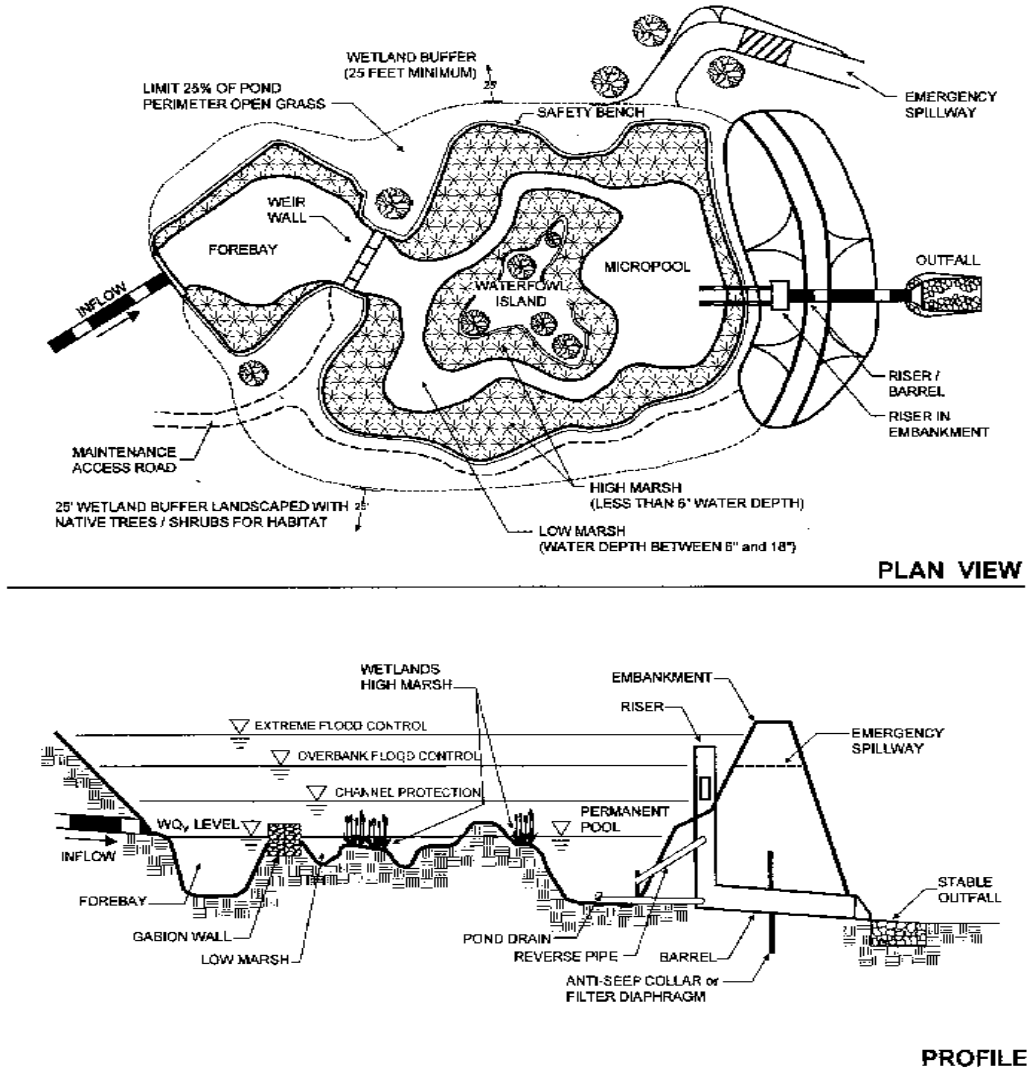 WETLAND BUFFER
(25 FEET MINIMUM)
25'
LIMIT 25% OF POND
PERIMETER OPEN GRASS
SAFETY BENCH
EMERGENCY
SPILLWAY
WEIR
WALL
FOREBAY
MICROPOOL
WATERFOWL
ISLAND
OUTFALL
INFLOW
RISER /
BARREL
RISER IN
EMBANKMENT
MAINTENANCE
ACCESS ROAD
HIGH MARSH
(LESS THAN 6" WATER DEPTH)
25' WETLAND BUFFER LANDSCAPED WITH
NATIVE TREES / SHRUBS FOR HABITAT
25'
LOW MARSH
(WATER DEPTH BETWEEN 6" and 18")
PLAN VIEW
WETLANDS
HIGH MARSH
EMBANKMENT
RISER
EXTREME FLOOD CONTROL
EMERGENCY
SPILLWAY
OVERBANK FLOOD CONTROL
CHANNEL PROTECTION
WQv LEVEL
PERMANENT
POOL
INFLOW
FOREBAY
STABLE
OUTFALL
GABION WALL
POND DRAIN
LOW MARSH
REVERSE PIPE
BARREL
ANTI-SEEP COLLAR or
FILTER DIAPHRAGM
PROFILE